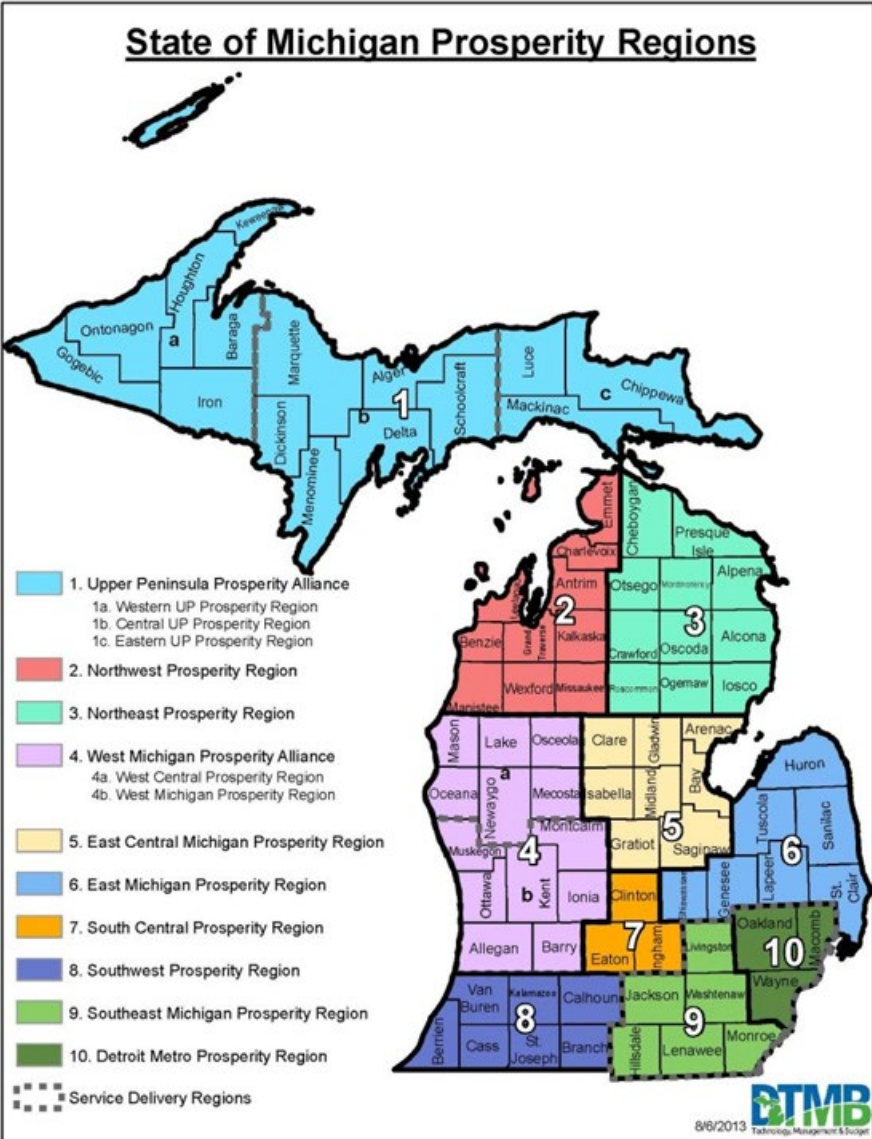 State of Michigan Prosperity Regions
Keweenaw
Houghton
Ontonagon
Baraga
a
Gogebic
Iron
Marquette
Alger
Luce
Schoolcraft
Chippewa
c
Mackinac
1
b
Delta
Dickinson
Menominee
Emmet
Cheboygan
Presque
Isle
Charlevoix
Antrim
Otsego
Montmorency
Alpena
2
3
Leelanau
Benzie
Grand
Traverse
Kalkaska
Crawford
Oscoda
Alcona
Manistee
Wexford
Missaukee
Roscommon
Ogemaw
Iosco
Mason
Lake
Osceola
Clare
Gladwin
Arenac
a
Oceana
Newaygo
Mecosta
Isabella
Midland
Bay
Huron
Muskegon
Montcalm
4
Gratiot
5
Saginaw
Tuscola
Sanilac
6
Ottawa
b
Kent
Ionia
Clinton
Shiawassee
Genesee
Lapeer
St.
Clair
Allegan
Barry
Eaton
7
Ingham
Livingston
Oakland
Macomb
10
Van
Buren
Kalamazoo
Calhoun
Jackson
Washtenaw
Wayne
8
9
Berrien
Cass
St.
Joseph
Branch
Hillsdale
Lenawee
Monroe
1. Upper Peninsula Prosperity Alliance
1a. Western UP Prosperity Region
1b. Central UP Prosperity Region
1c. Eastern UP Prosperity Region
2. Northwest Prosperity Region
3. Northeast Prosperity Region
4. West Michigan Prosperity Alliance
4a. West Central Prosperity Region
4b. West Michigan Prosperity Region
5. East Central Michigan Prosperity Region
6. East Michigan Prosperity Region
7. South Central Prosperity Region
8. Southwest Prosperity Region
9. Southeast Michigan Prosperity Region
10. Detroit Metro Prosperity Region
Service Delivery Regions
8/6/2013
DTMB
Technology, Management & Budget